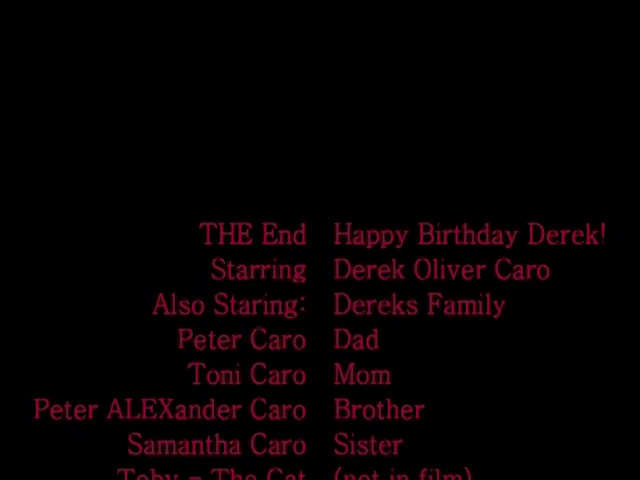 THE End Happy Birthday Derek!
Starring Derek Oliver Caro
Also Staring: Dereks Family
Peter Caro Dad
Toni Caro Mom
Peter ALEXander Caro Brother
Samantha Caro Sister
Toby - The Cat (not in film)